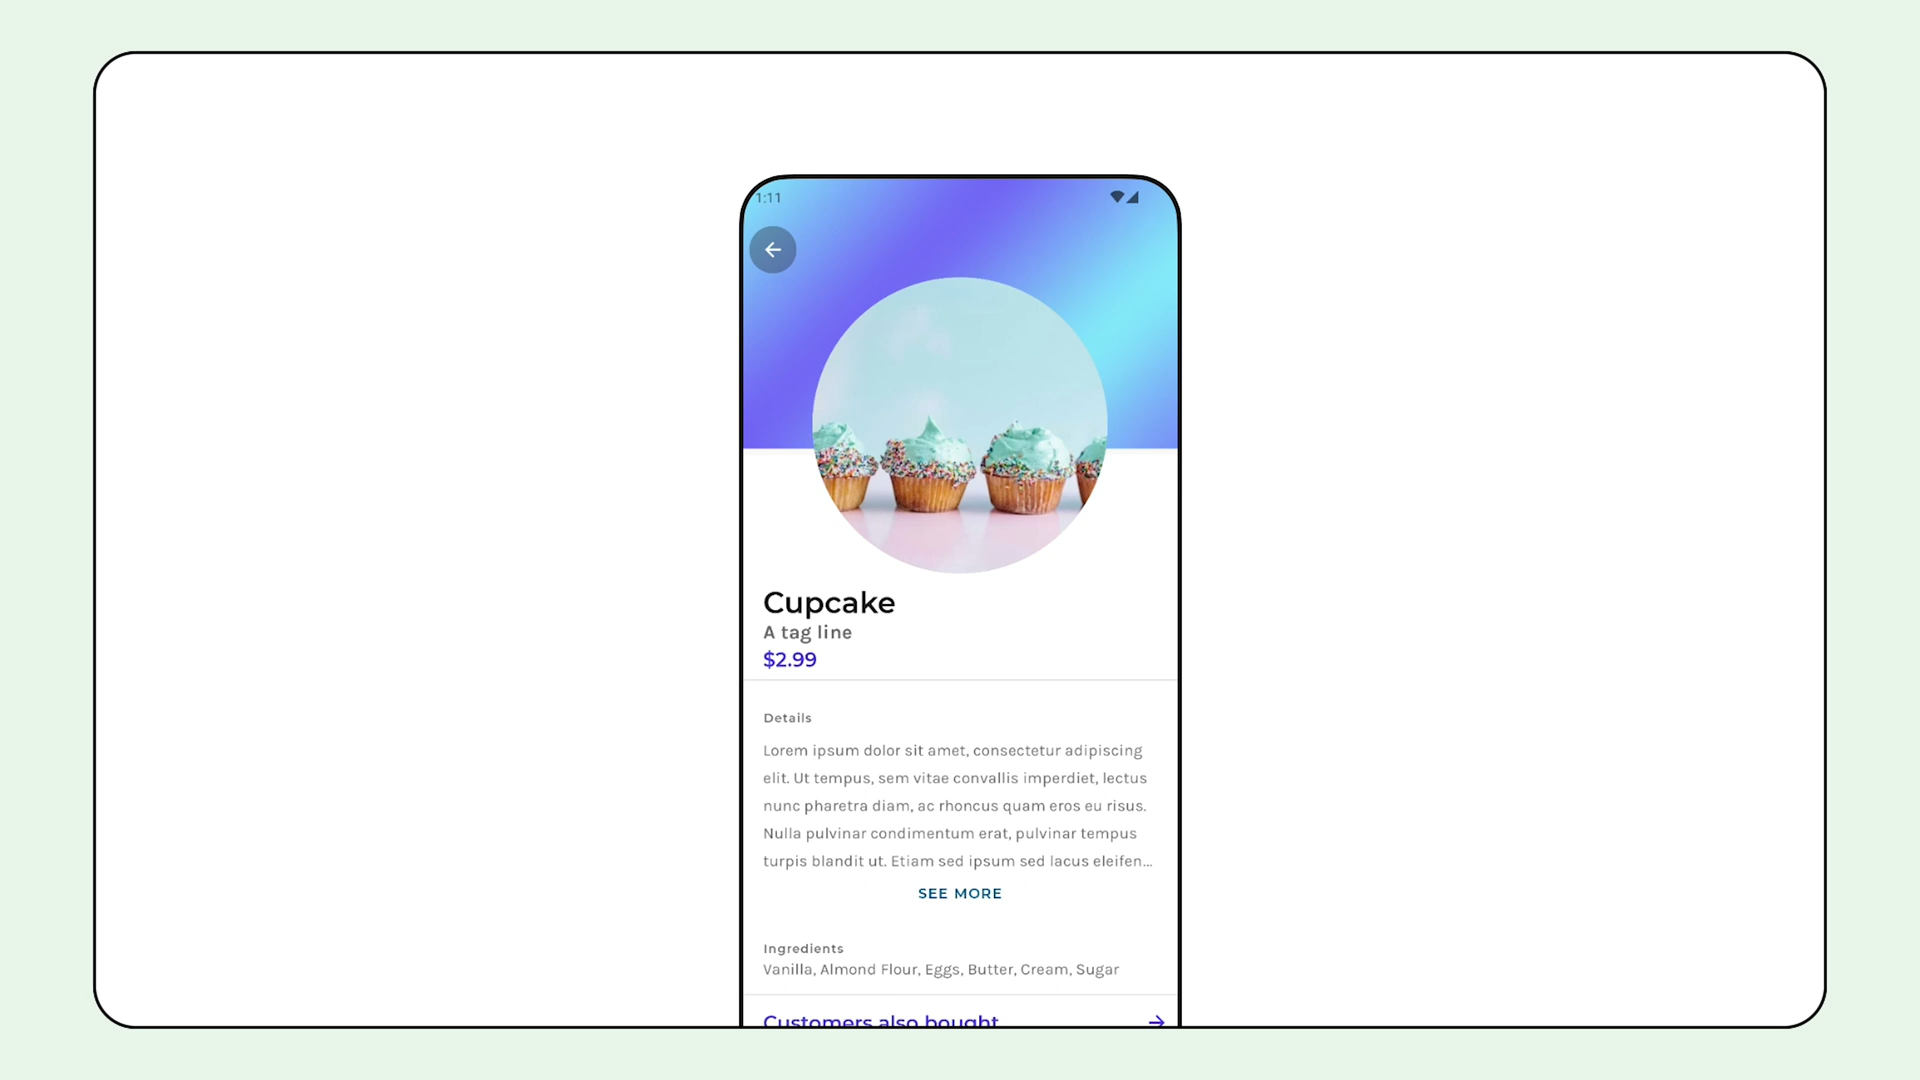 1:11
Cupcake
A tag line
$2.99
Details
Lorem ipsum dolor sit amet, consectetur adipiscing
elit. Ut tempus, sem vitae convallis imperdiet, lectus
nunc pharetra diam, ac rhoncus quam eros eu risus.
Nulla pulvinar condimentum erat, pulvinar tempus
turpis blandit ut. Etiam sed ipsum sed lacus eleifen...
SEE MORE
Ingredients
Vanilla, Almond Flour, Eggs, Butter, Cream, Sugar
Customers also bought